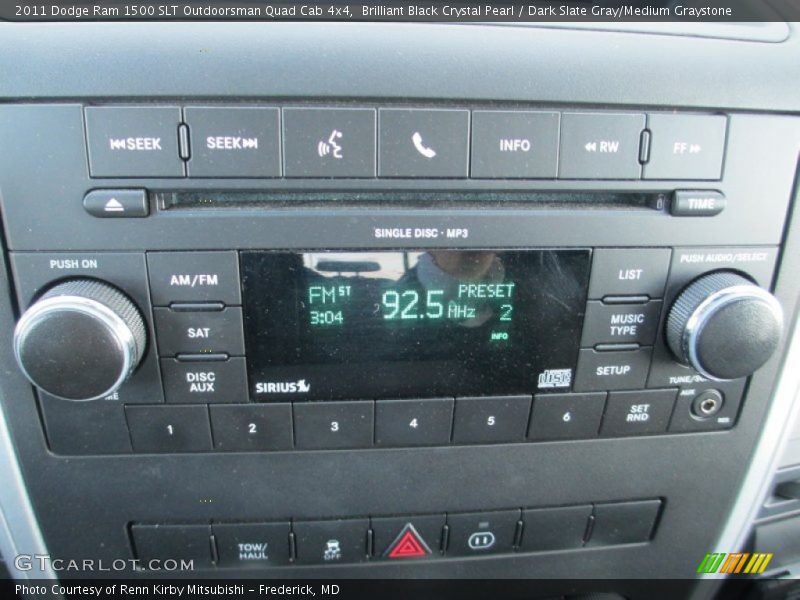 2011 Dodge Ram 1500 SLT Outdoorsman Quad Cab 4x4, Brilliant Black Crystal Pearl / Dark Slate Gray/Medium Graystone
SEEK
SEEK
INFO
RW
FF
TIME
SINGLE DISC · MP3
PUSH ON
PUSH AUDIO/SELECT
AM/FM
LIST
FM ST
92.5 MHz
PRESET
3:04
2
INFO
SAT
MUSIC
TYPE
DISC
AUX
SETUP
SIRIUS
disc
1
2
3
4
5
6
SET
RND
TOW/
HAUL
OFF
GTCARLOT.COM
Photo Courtesy of Renn Kirby Mitsubishi - Frederick, MD